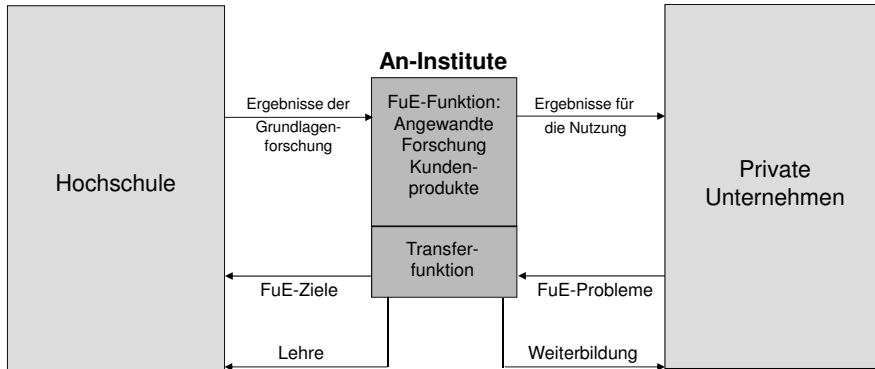 An-Institute
Hochschule
Ergebnisse der
Grundlagen-
forschung
FuE-Funktion:
Angewandte
Forschung
Kunden-
produkte
Ergebnisse für
die Nutzung
Private
Unternehmen
Transfer-
funktion
FuE-Ziele
FuE-Probleme
Lehre
Weiterbildung